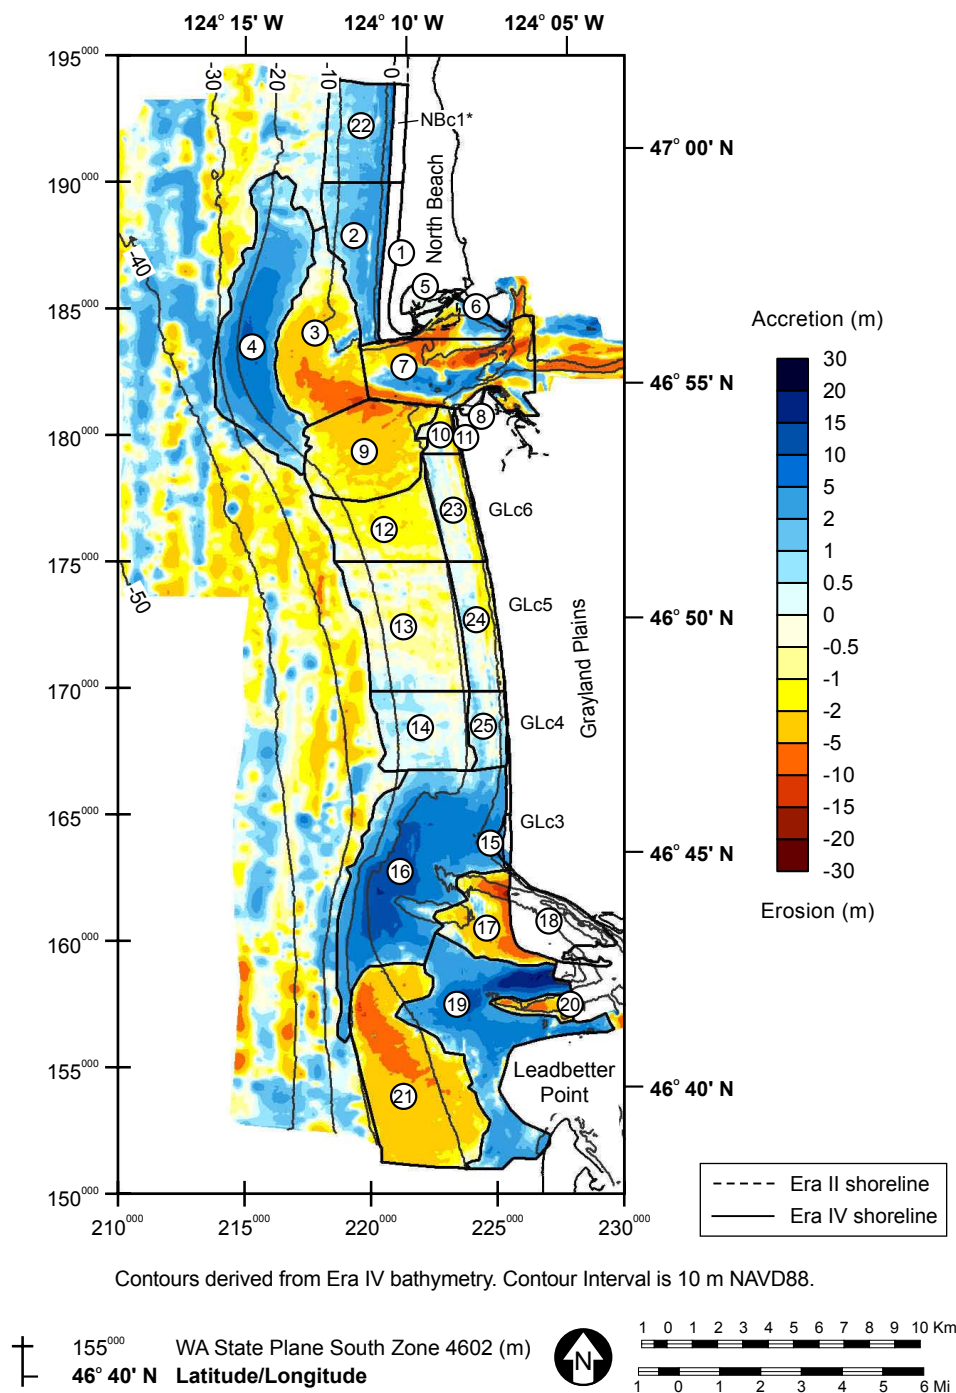 124° 15' W 124° 10' W 124° 05' W
195000
-30 -20 -10 -0
22 NBc1*
47° 00' N
190000
North Beach
2 1
-40
5
185000 6
Accretion (m)
3
4
7
46° 55' N
30
20
15
10
5
2
1
0.5
0
-0.5
-1
-2
-5
-10
-15
-20
-30
Erosion (m)
8
180000
10 11
9
23 GLc6
12
175000
-50
GLc5
13 24
46° 50' N
Grayland Plains
170000
14 25 GLc4
165000
GLc3
15
46° 45' N
16
17 18
160000
19 20
155000
Leadbetter
Point
46° 40' N
21
150000
210000 215000 220000 225000 230000
Era II shoreline
Era IV shoreline
Contours derived from Era IV bathymetry. Contour Interval is 10 m NAVD88.
155000 WA State Plane South Zone 4602 (m)
46° 40' N Latitude/Longitude
N
1 0 1 2 3 4 5 6 7 8 9 10 Km
1 0 1 2 3 4 5 6 Mi